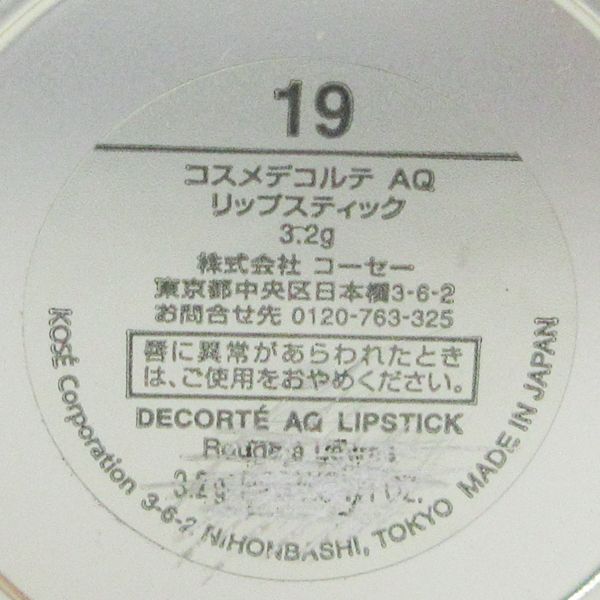 19
コスメデコルテ AQ
リップスティック
3.2g
株式会社 コーセー
東京都中央区日本橋3-6-2
お問合せ先 0120-763-325
唇に異常があらわれたとき
は、ご使用をおやめください。
DECORTÉ AQ LIPSTICK
Rouge à
3.2g OZ.
KOSÉ Corporation 3-6-2 NIHONBASHI, TOKYO MADE IN JAPAN